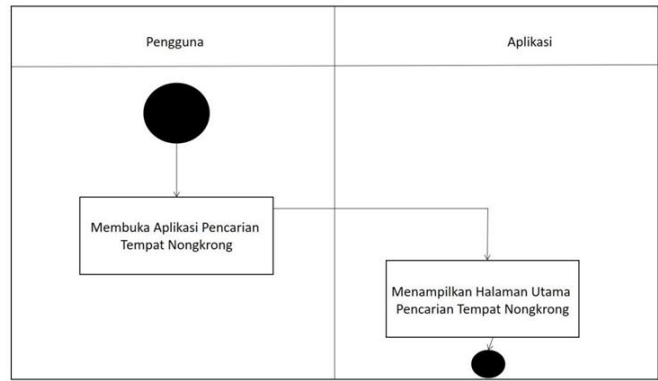 Pengguna
Aplikasi
Membuka Aplikasi Pencarian
Tempat Nongkrong
Menampilkan Halaman Utama
Pencarian Tempat Nongkrong